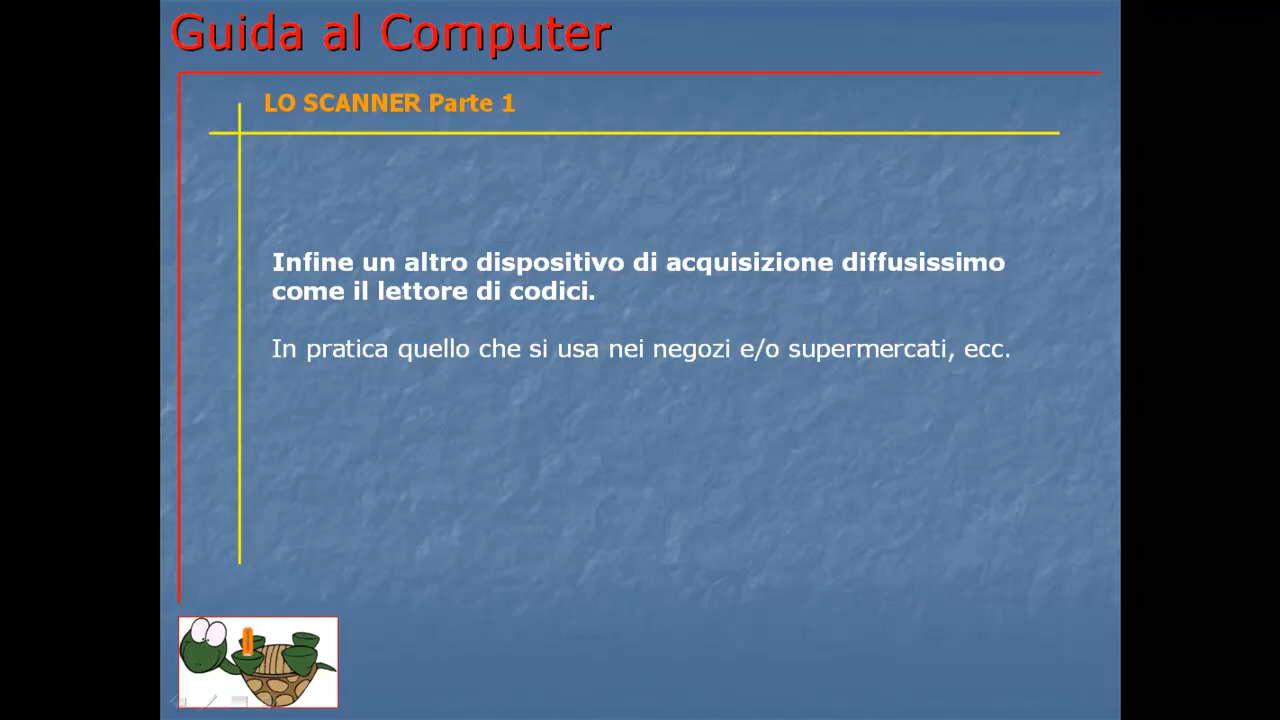 Guida al Computer
LO SCANNER Parte 1
Infine un altro dispositivo di acquisizione diffusissimo
come il lettore di codici.
In pratica quello che si usa nei negozi e/o supermercati, ecc.